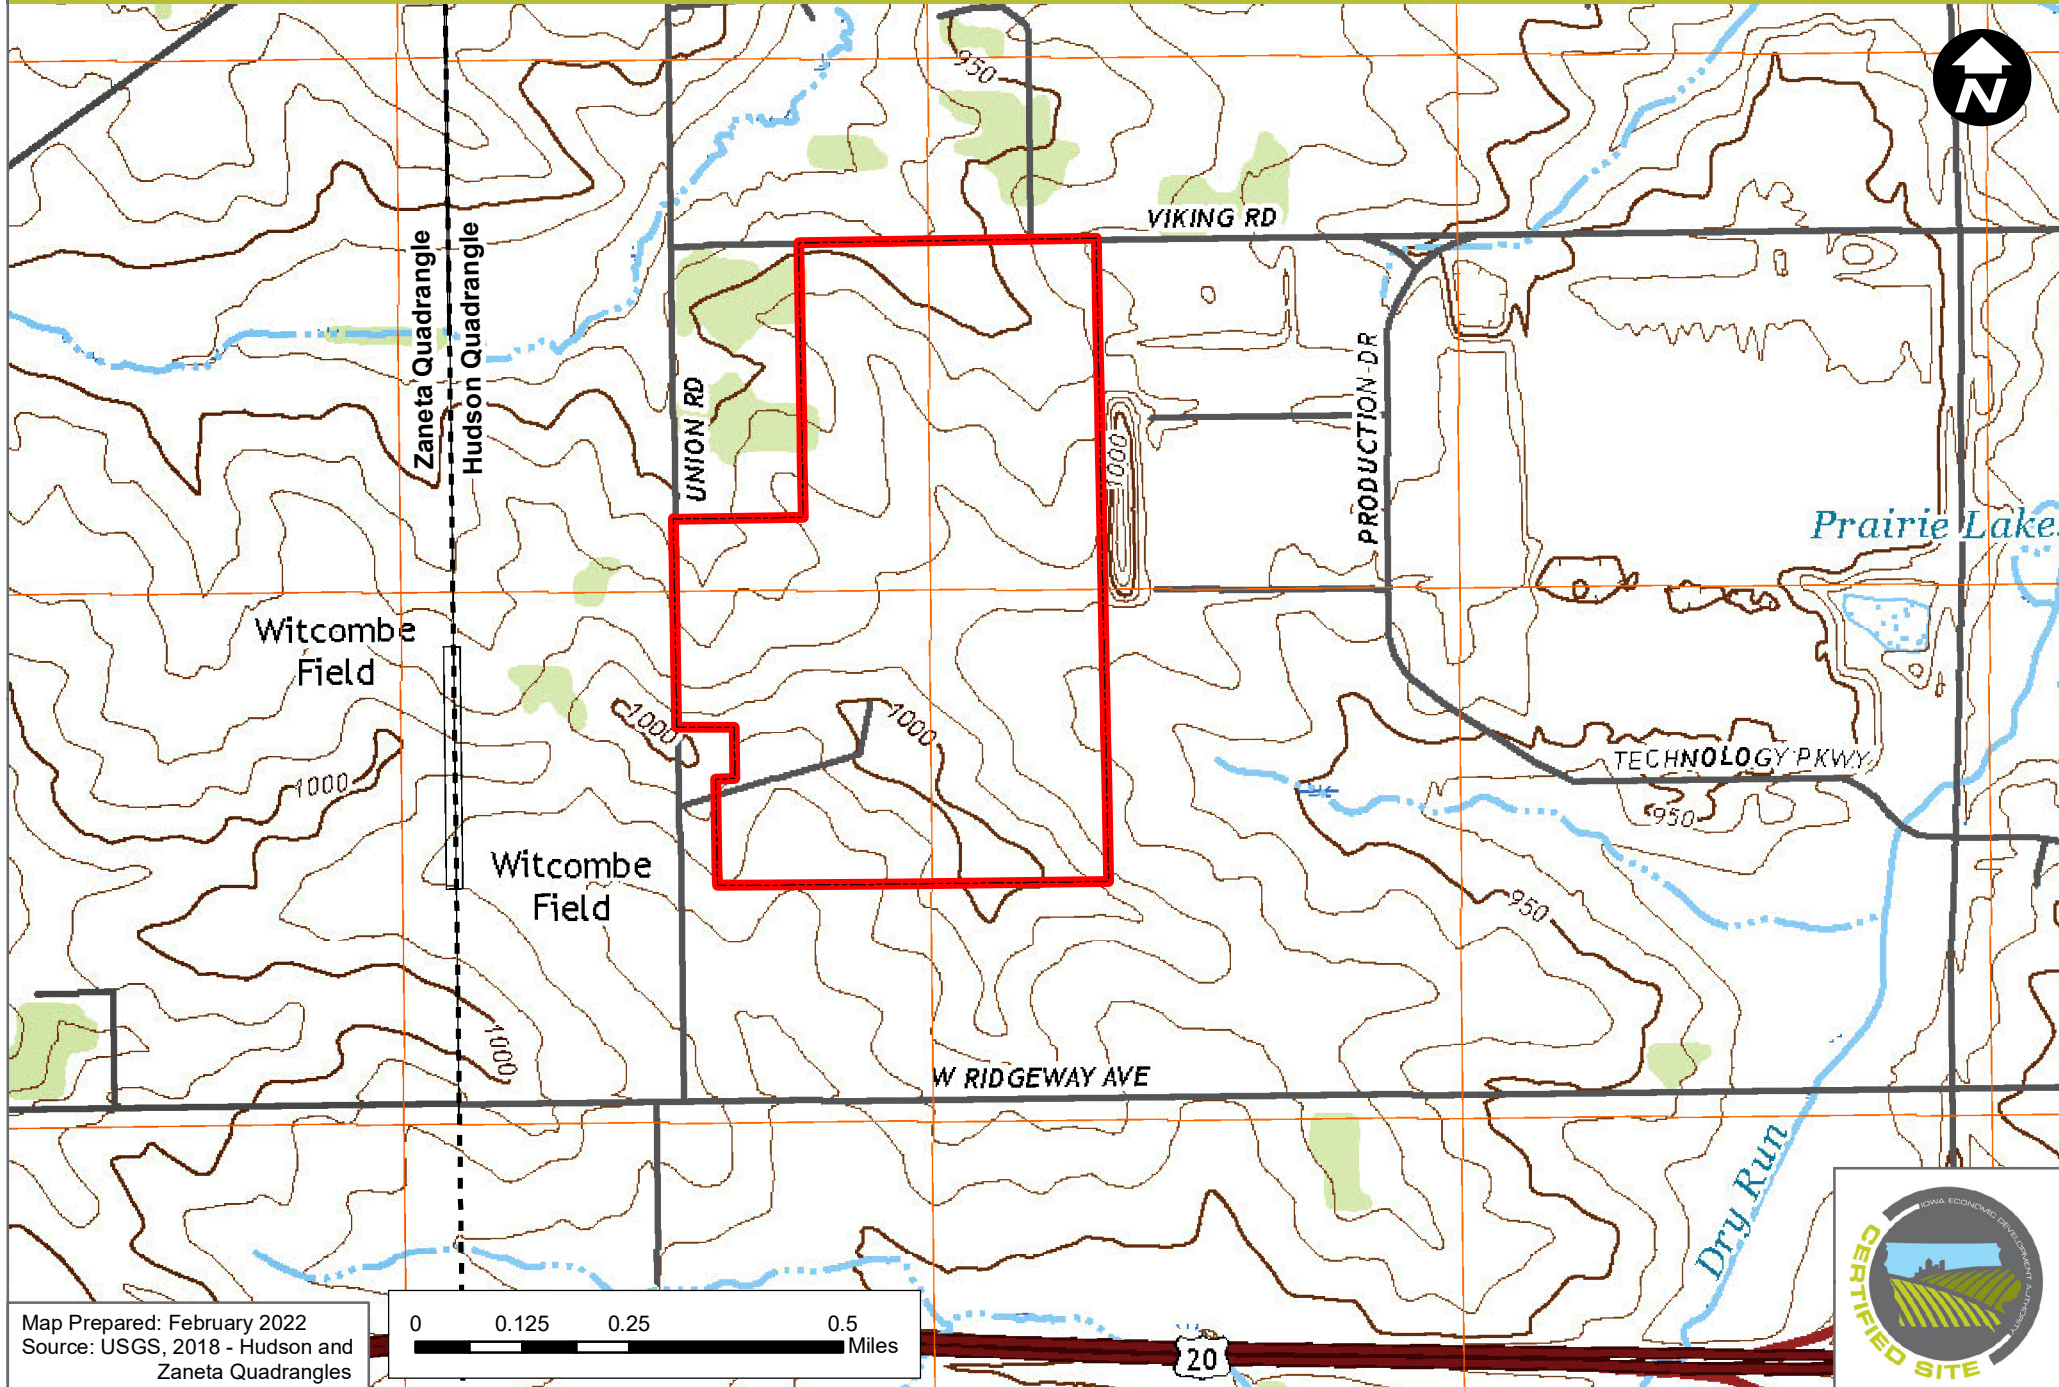 950
N
VIKING RD
Zaneta Quadrangle
Hudson Quadrangle
UNION RD
1000
PRODUCTION DR
Prairie Lake
Witcombe
Field
1000
1000
1000
TECHNOLOGY PKWY
950
Witcombe
Field
950
1000
W RIDGEWAY AVE
Dry Run
IOWA ECONOMIC DEVELOPMENT AUTHORITY
CERTIFIED SITE
Map Prepared: February 2022
Source: USGS, 2018 - Hudson and
Zaneta Quadrangles
0 0.125 0.25 0.5
Miles
20